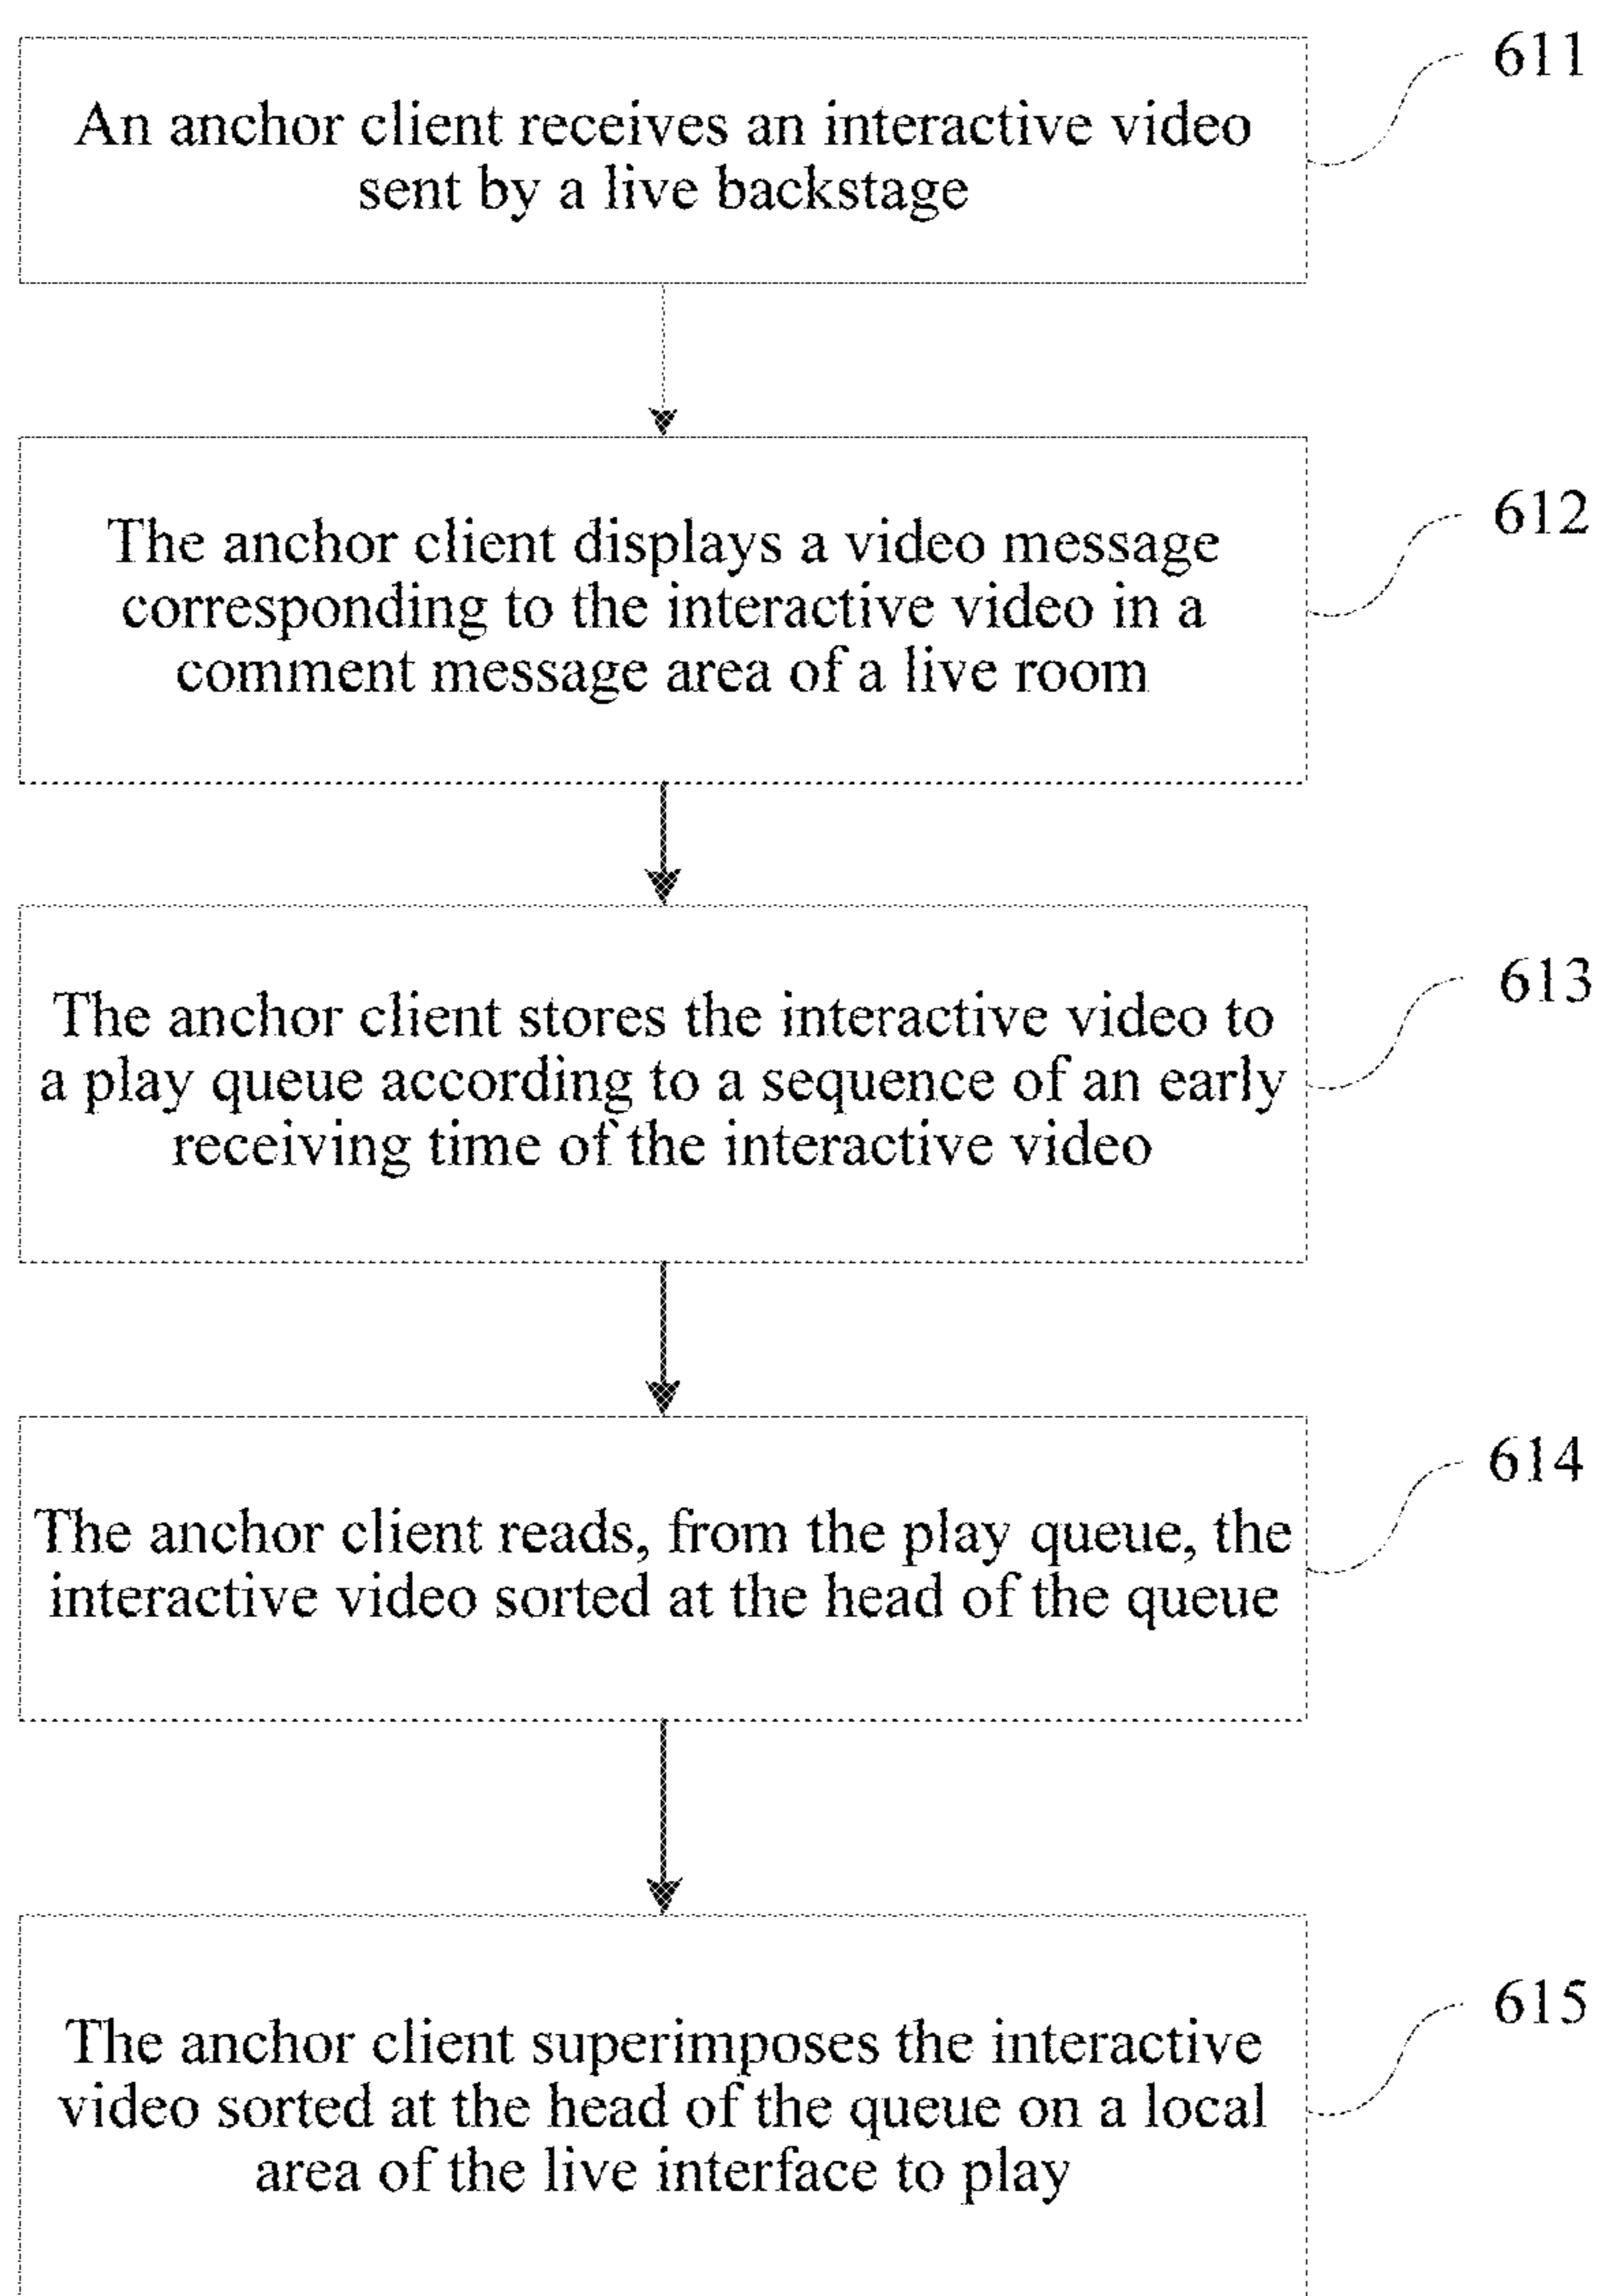 611
An anchor client receives an interactive video
sent by a live backstage
612
The anchor client displays a video message
corresponding to the interactive video in a
comment message area of a live room
613
The anchor client stores the interactive video to
a play queue according to a sequence of an early
receiving time of the interactive video
614
The anchor client reads, from the play queue, the
interactive video sorted at the head of the queue
615
The anchor client superimposes the interactive
video sorted at the head of the queue on a local
area of the live interface to play